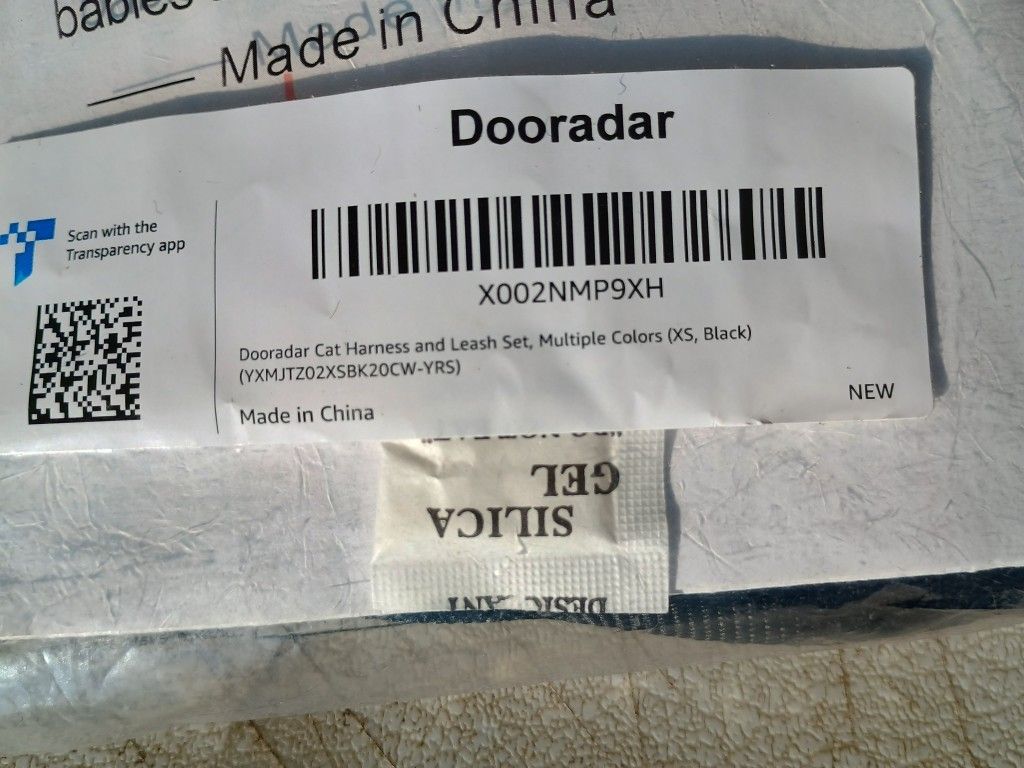 babies
Made in China
Dooradar
Scan with the
Transparency app
X002NMP9XH
Dooradar Cat Harness and Leash Set, Multiple Colors (XS, Black)
(YXMJTZ02XSBK20CW-YRS)
NEW
Made in China
SILICA
GEL